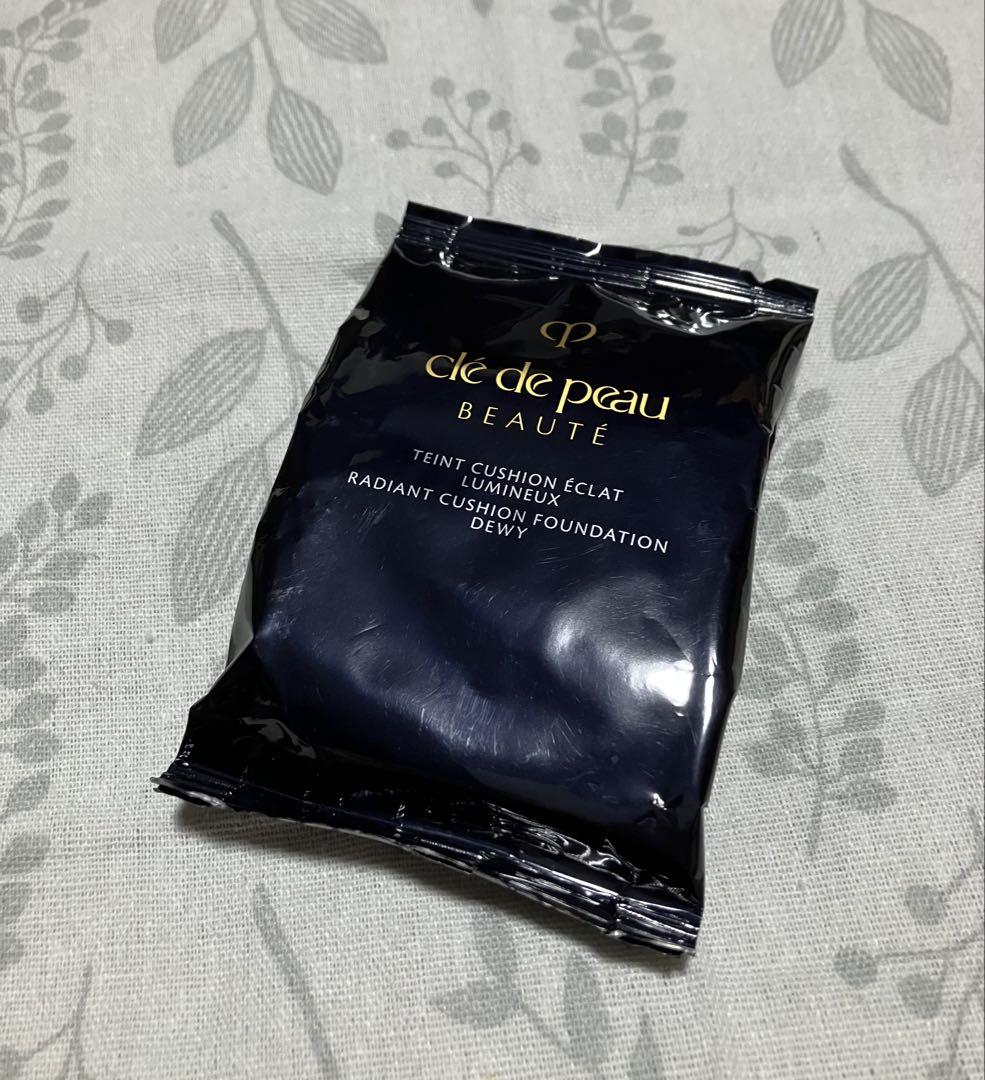 clé de peau
BEAUTÉ
TEINT CUSHION ÉCLAT
LUMINEUX
RADIANT CUSHION FOUNDATION
DEWY